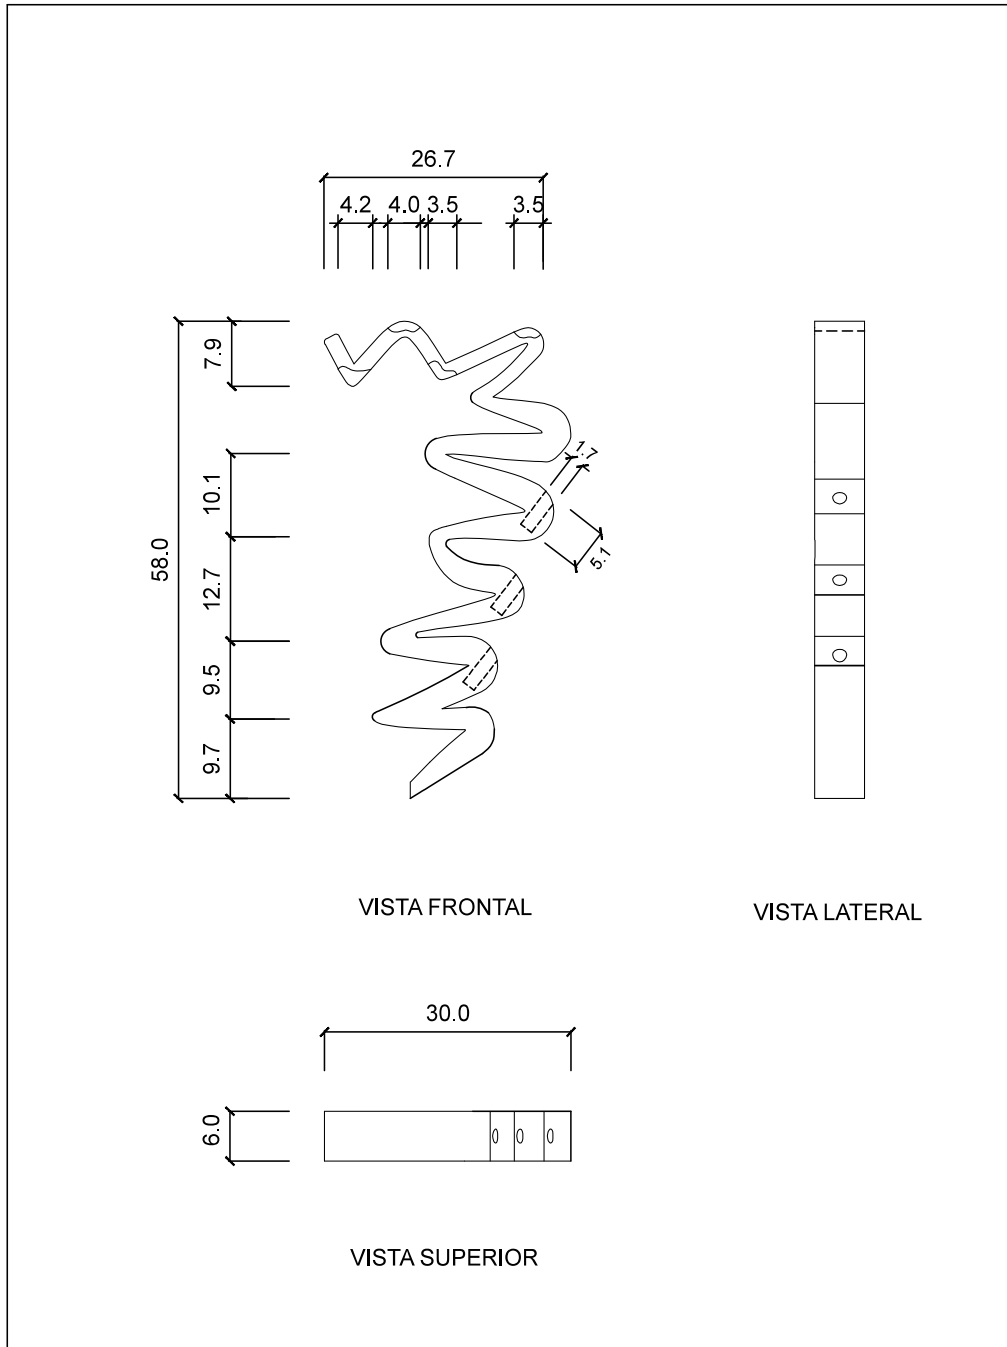 26.7
4.2 4.0 3.5 3.5
7.9
1.7
10.1
5.1
58.0
12.7
9.5
9.7
VISTA FRONTAL
VISTA LATERAL
30.0
6.0
VISTA SUPERIOR